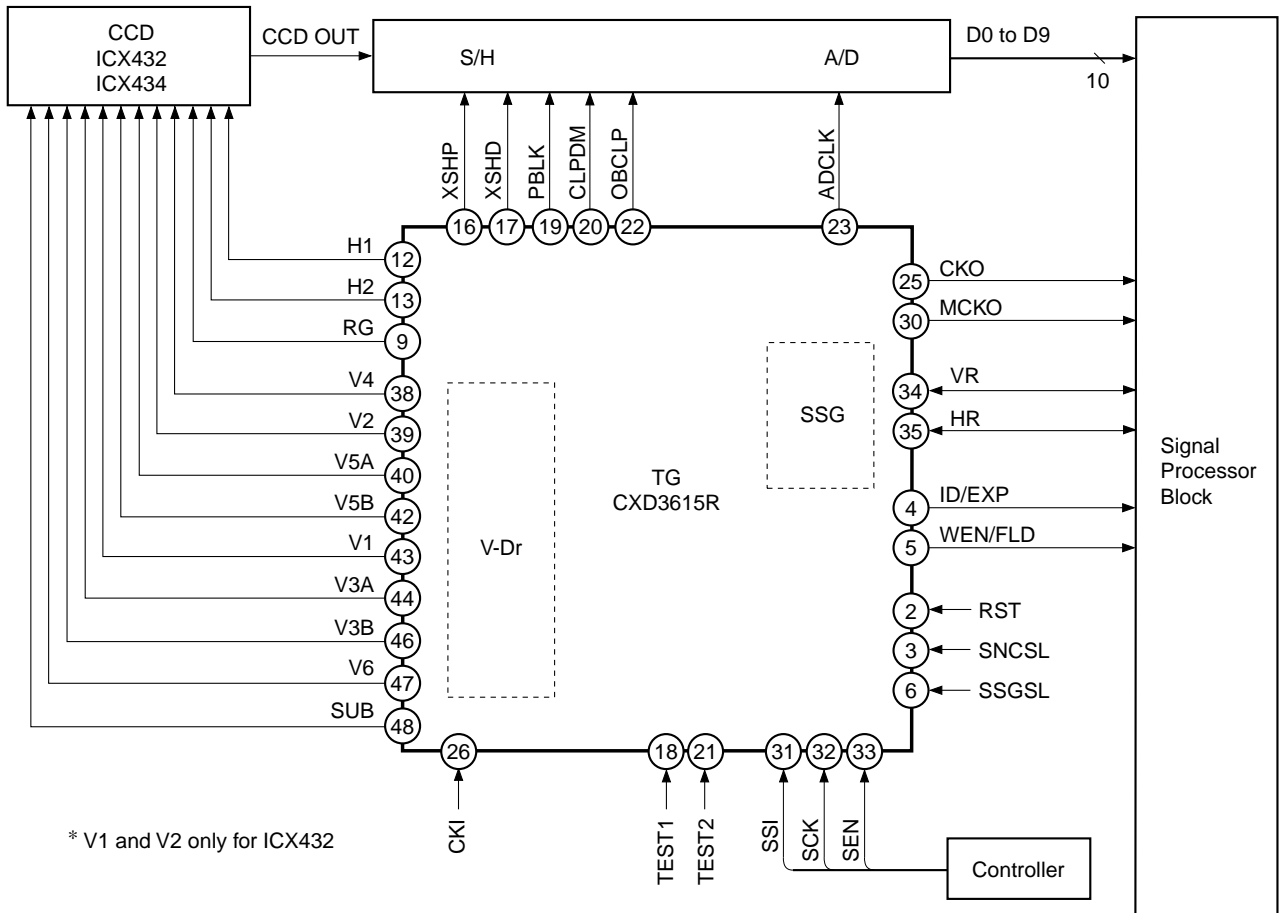 CCD
ICX432
ICX434
CCD OUT
S/H
A/D
D0 to D9
10
XSHP
XSHD
PBLK
CLPDM
OBCLP
ADCLK
16
17
19
20
22
23
H1
12
H2
13
RG
9
V4
38
V2
39
V5A
40
V5B
42
V1
43
V3A
44
V3B
46
V6
47
SUB
48
V-Dr
TG
CXD3615R
SSG
25
CKO
30
MCKO
34
VR
35
HR
4
ID/EXP
5
WEN/FLD
2
RST
3
SNCSL
6
SSGSL
Signal
Processor
Block
26
18
21
31
32
33
CKI
TEST1
TEST2
SSI
SCK
SEN
Controller
* V1 and V2 only for ICX432